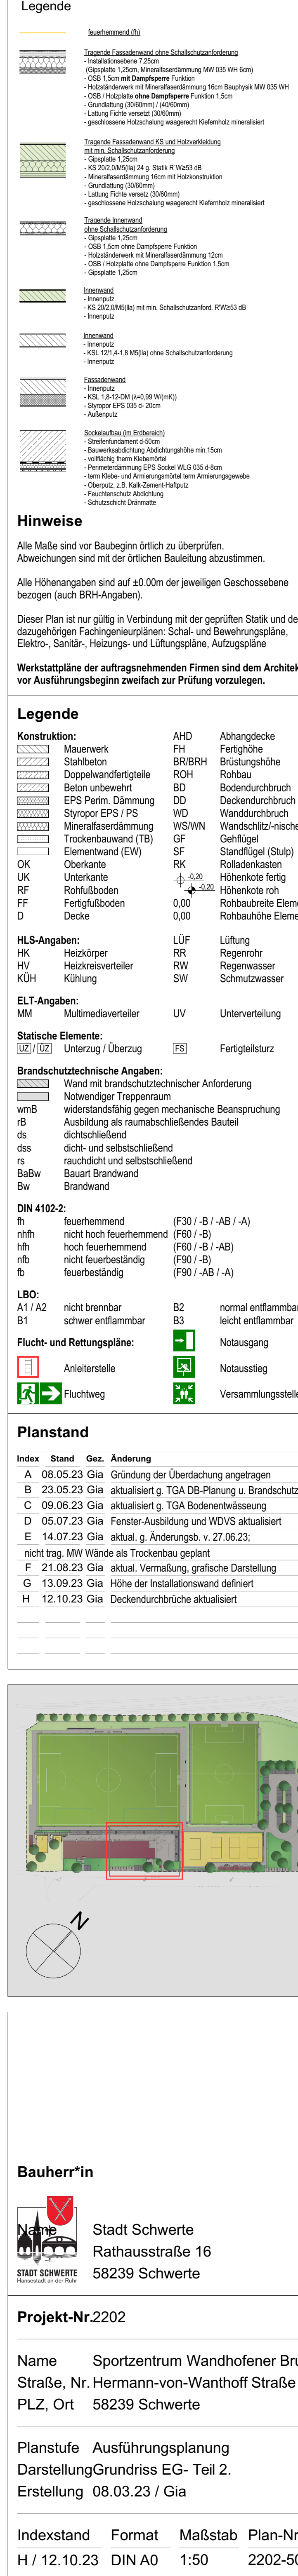 Legende
feuerhemmend (fh)
Tragende Fassadenwand ohne Schallschutzanforderung
- Installationsebene 7,25cm
(Gipsplatte 1,25cm, Mineralfaserdämmung MW 035 WH 6cm)
- OSB 1,5cm mit Dampfsperre Funktion
- Holzständerwerk mit Mineralfaserdämmung 16cm Bauphysik MW 035 WH
- OSB / Holzplatte ohne Dampfsperre Funktion 1,5cm
- Grundlattung (30/60mm) / (40/60mm)
- Lattung Fichte versetzt (30/60mm)
- geschlossene Holzschalung waagerecht Kiefernholz mineralisiert
Tragende Fassadenwand KS und Holzverkleidung
mit min. Schallschutzanforderung
- Gipsplatte 1,25cm
- KS 20/2,0/M5(IIa) 24 g. Statik R´W≥53 dB
- Mineralfaserdämmung 16cm mit Holzkonstruktion
- Grundlattung (30/60mm)
- Lattung Fichte versetz (30/60mm)
- geschlossene Holzschalung waagerecht Kiefernholz mineralisiert
Tragende Innenwand
ohne Schallschutzanforderung
- Gipsplatte 1,25cm
- OSB 1,5cm ohne Dampfsperre Funktion
- Holzständerwerk mit Mineralfaserdämmung 12cm
- OSB / Holzplatte ohne Dampfsperre Funktion 1,5cm
- Gipsplatte 1,25cm
Innenwand
- Innenputz
- KS 20/2,0/M5(IIa) mit min. Schallschutzanford. R'W≥53 dB
- Innenputz
Innenwand
- Innenputz
- KSL 12/1,4-1,8 M5(IIa) ohne Schallschutzanforderung
- Innenputz
Fassadenwand
- Innenputz
- KSL 1,8-12-DM (λ=0,99 W/(mK))
- Styropor EPS 035 d- 20cm
- Außenputz
Sockelaufbau (im Erdbereich)
- Streifenfundament d-50cm
- Bauwerksabdichtung Abdichtungshöhe min.15cm
- vollflächig therm Klebemörtel
- Perimeterdämmung EPS Sockel WLG 035 d-8cm
- term Klebe- und Armierungsmörtel term Armierungsgewebe
- Oberputz, z.B. Kalk-Zement-Haftputz
- Feuchtenschutz Abdichtung
- Schutzschicht Dränmatte
Hinweise
Alle Maße sind vor Baubeginn örtlich zu überprüfen.
Abweichungen sind mit der örtlichen Bauleitung abzustimmen.
Alle Höhenangaben sind auf ±0.00m der jeweiligen Geschossebene
bezogen (auch BRH-Angaben).
Dieser Plan ist nur gültig in Verbindung mit der geprüften Statik und de
dazugehörigen Fachingenieurplänen: Schal- und Bewehrungspläne,
Elektro-, Sanitär-, Heizungs- und Lüftungspläne, Aufzugspläne
Werkstattpläne der auftragsnehmenden Firmen sind dem Architek
vor Ausführungsbeginn zweifach zur Prüfung vorzulegen.
Legende
Konstruktion: AHD Abhangdecke
Mauerwerk FH Fertighöhe
Stahlbeton BR/BRH Brüstungshöhe
Doppelwandfertigteile ROH Rohbau
Beton unbewehrt BD Bodendurchbruch
EPS Perim. Dämmung DD Deckendurchbruch
Styropor EPS / PS WD Wanddurchbruch
Mineralfaserdämmung WS/WN Wandschlitz/-nische
Trockenbauwand (TB) GF Gehflügel
Elementwand (EW) SF Standflügel (Stulp)
OK Oberkante RK Rolladenkasten
UK Unterkante -0,20 Höhenkote fertig
RF Rohfußboden -0,20 Höhenkote roh
FF Fertigfußboden 0,00 Rohbaubreite Eleme
D Decke 0,00 Rohbauhöhe Eleme
HLS-Angaben: LÜF Lüftung
HK Heizkörper RR Regenrohr
HV Heizkreisverteiler RW Regenwasser
KÜH Kühlung SW Schmutzwasser
ELT-Angaben:
MM Multimediaverteiler UV Unterverteilung
Statische Elemente:
UZ / ÜZ Unterzug / Überzug FS Fertigteilsturz
Brandschutztechnische Angaben:
Wand mit brandschutztechnischer Anforderung
Notwendiger Treppenraum
wmB widerstandsfähig gegen mechanische Beanspruchung
rB Ausbildung als raumabschließendes Bauteil
ds dichtschließend
dss dicht- und selbstschließend
rs rauchdicht und selbstschließend
BaBw Bauart Brandwand
Bw Brandwand
DIN 4102-2:
fh feuerhemmend (F30 / -B / -AB / -A)
nhfh nicht hoch feuerhemmend (F60 / -B)
hfh hoch feuerhemmend (F60 / -B / -AB)
nfb nicht feuerbeständig (F90 / -B)
fb feuerbeständig (F90 / -AB / -A)
LBO:
A1 / A2 nicht brennbar B2 normal entflammbar
B1 schwer entflammbar B3 leicht entflammbar
Flucht- und Rettungspläne: Notausgang
Anleiterstelle Notausstieg
Fluchtweg Versammlungsstelle
Planstand
Index Stand Gez. Änderung
A 08.05.23 Gia Gründung der Überdachung angetragen
B 23.05.23 Gia aktualisiert g. TGA DB-Planung u. Brandschutz
C 09.06.23 Gia aktualisiert g. TGA Bodenentwässeung
D 05.07.23 Gia Fenster-Ausbildung und WDVS aktualisiert
E 14.07.23 Gia aktual. g. Änderungsb. v. 27.06.23;
nicht trag. MW Wände als Trockenbau geplant
F 21.08.23 Gia aktual. Vermaßung, grafische Darstellung
G 13.09.23 Gia Höhe der Installationswand definiert
H 12.10.23 Gia Deckendurchbrüche aktualisiert
N
Bauherr*in
Name Stadt Schwerte
Rathausstraße 16
58239 Schwerte
STADT SCHWERTE
Hansestadt an der Ruhr
Projekt-Nr. 2202
Name Sportzentrum Wandhofener Bru
Straße, Nr. Hermann-von-Wanthoff Straße
PLZ, Ort 58239 Schwerte
Planstufe Ausführungsplanung
Darstellung Grundriss EG- Teil 2.
Erstellung 08.03.23 / Gia
Indexstand Format Maßstab Plan-Nr
H / 12.10.23 DIN A0 1:50 2202-50